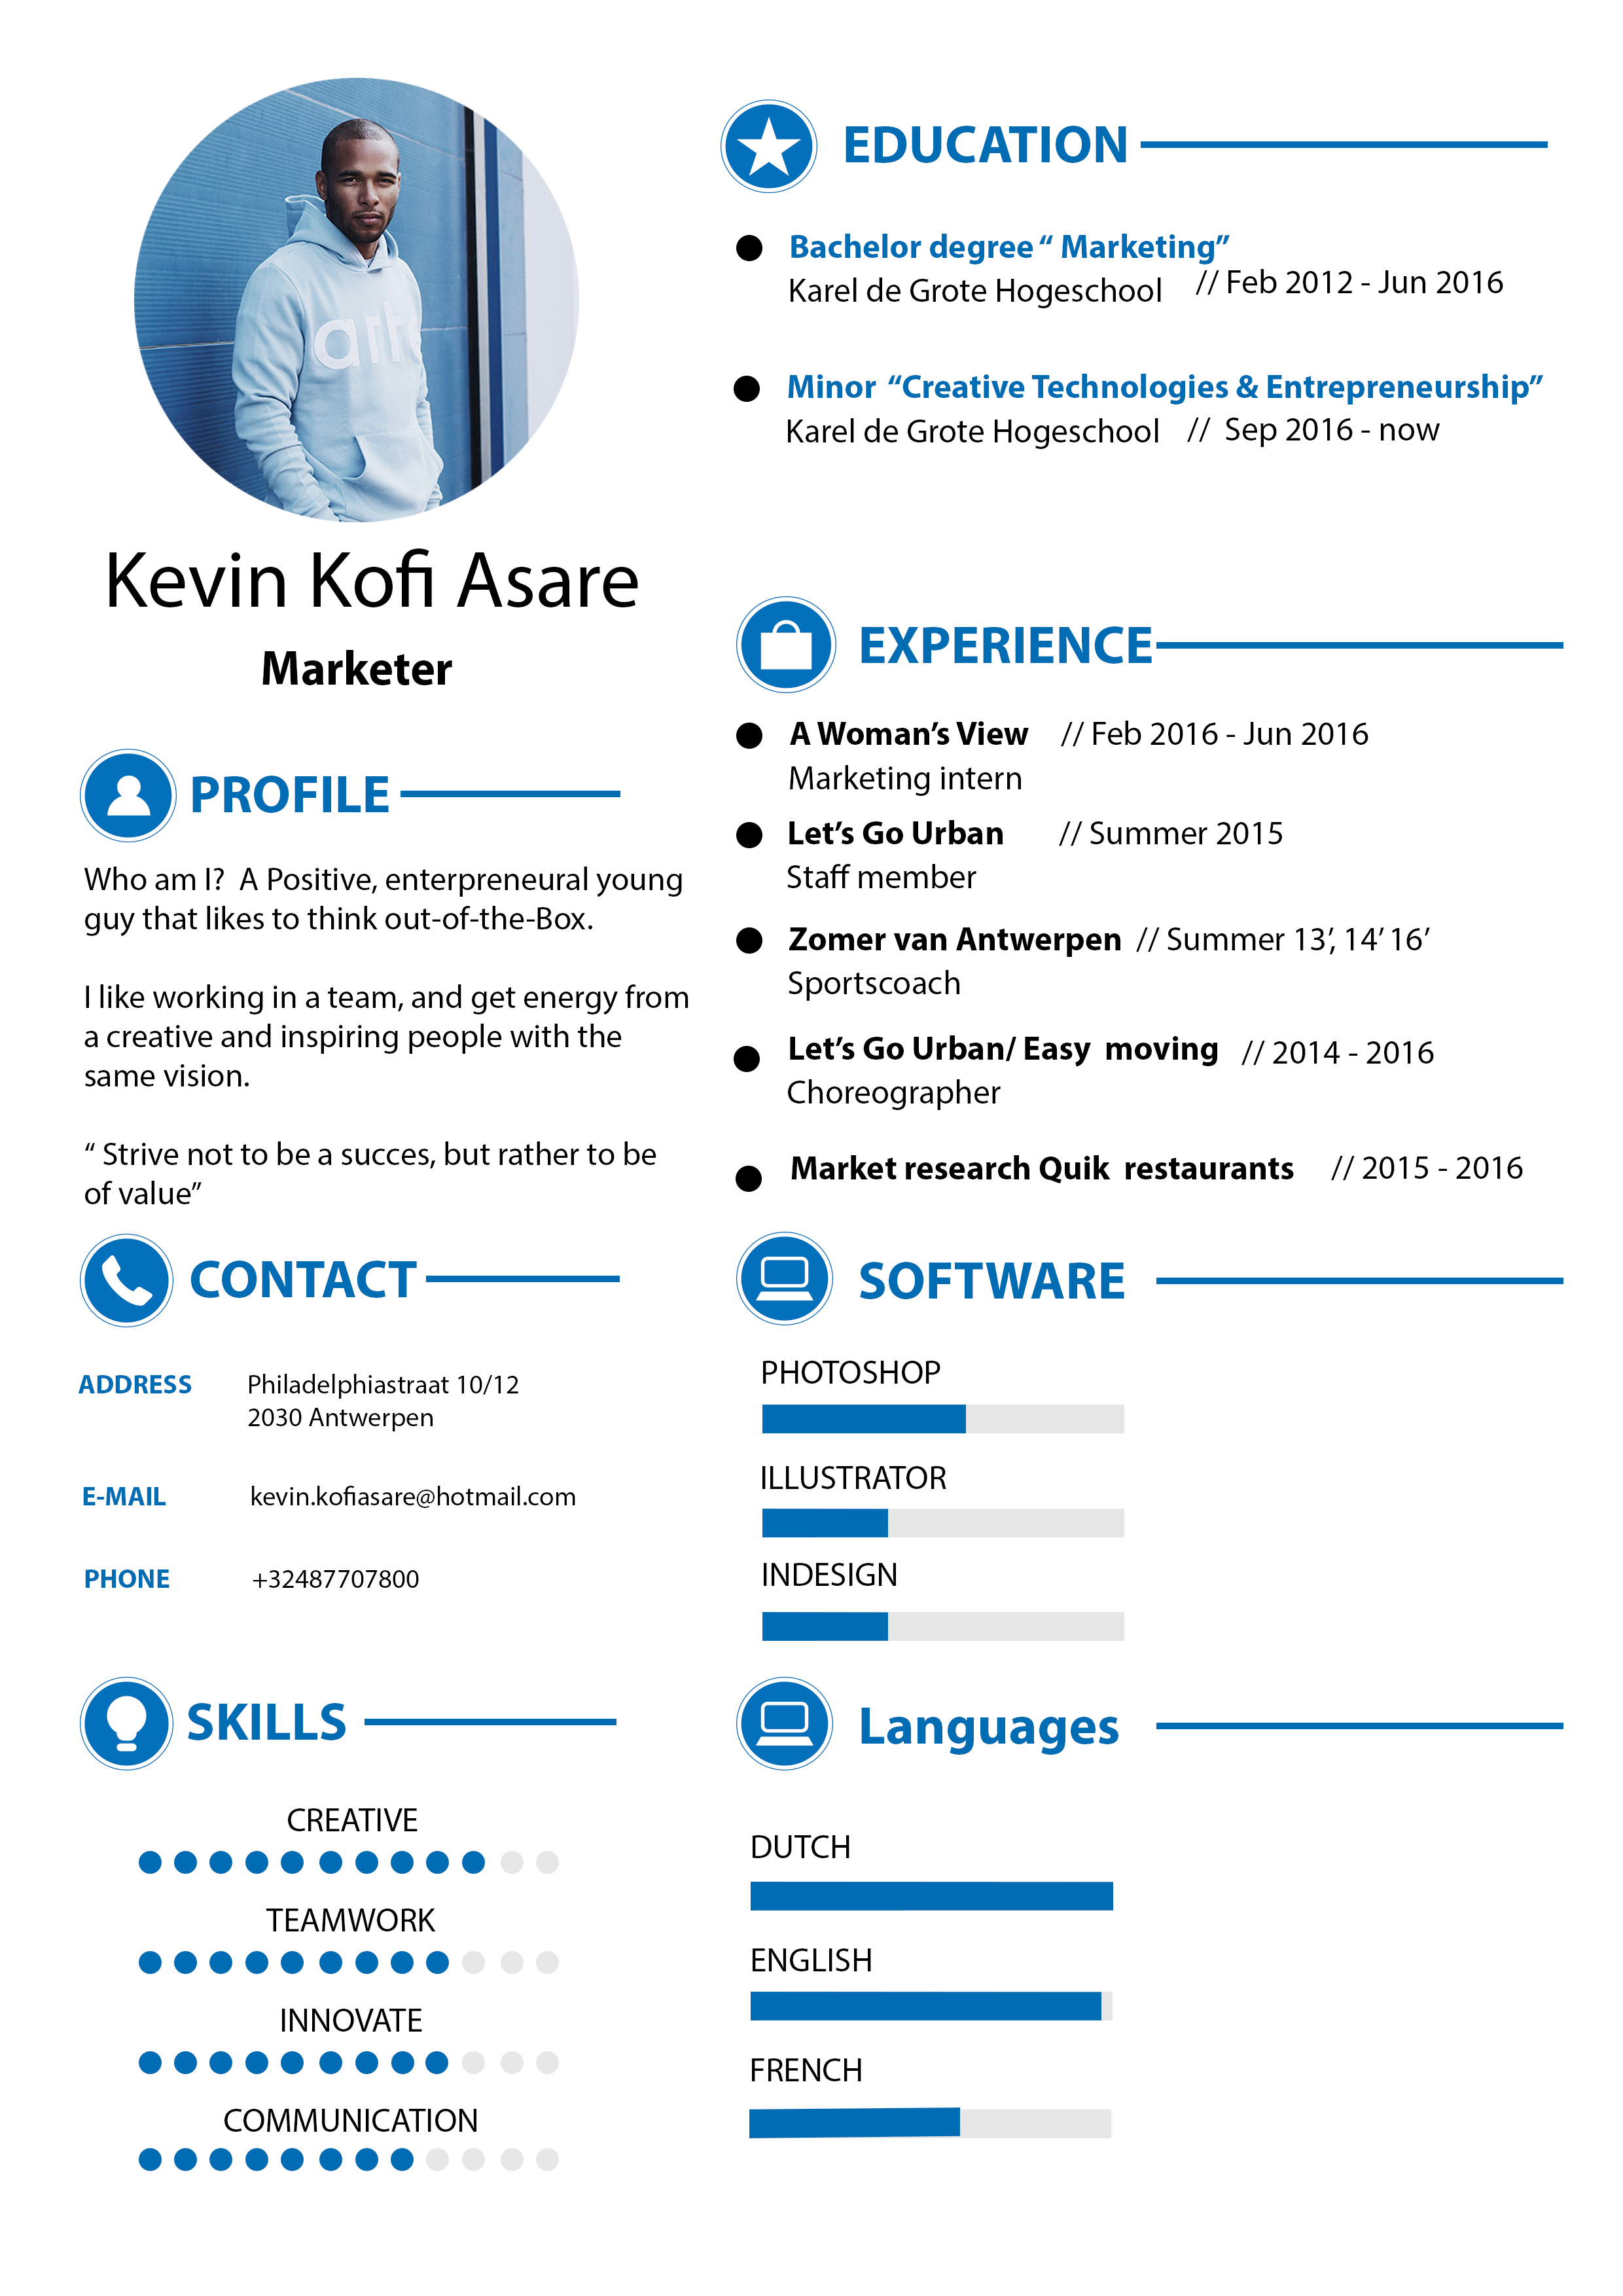 arte
Kevin Kofi Asare
Marketer
PROFILE
Who am I?  A Positive, enterpreneural young
guy that likes to think out-of-the-Box.
I like working in a team, and get energy from
a creative and inspiring people with the
same vision.
“ Strive not to be a succes, but rather to be
of value”
CONTACT
ADDRESS Philadelphiastraat 10/12
2030 Antwerpen
E-MAIL kevin.kofiasare@hotmail.com
PHONE +32487707800
SKILLS
CREATIVE
TEAMWORK
INNOVATE
COMMUNICATION
EDUCATION
Bachelor degree “ Marketing”
Karel de Grote Hogeschool // Feb 2012 - Jun 2016
Minor “Creative Technologies & Entrepreneurship”
Karel de Grote Hogeschool // Sep 2016 - now
EXPERIENCE
A Woman’s View // Feb 2016 - Jun 2016
Marketing intern
Let’s Go Urban // Summer 2015
Staff member
Zomer van Antwerpen // Summer 13’, 14’ 16’
Sportscoach
Let’s Go Urban/ Easy moving // 2014 - 2016
Choreographer
Market research Quik restaurants // 2015 - 2016
SOFTWARE
PHOTOSHOP
ILLUSTRATOR
INDESIGN
Languages
DUTCH
ENGLISH
FRENCH